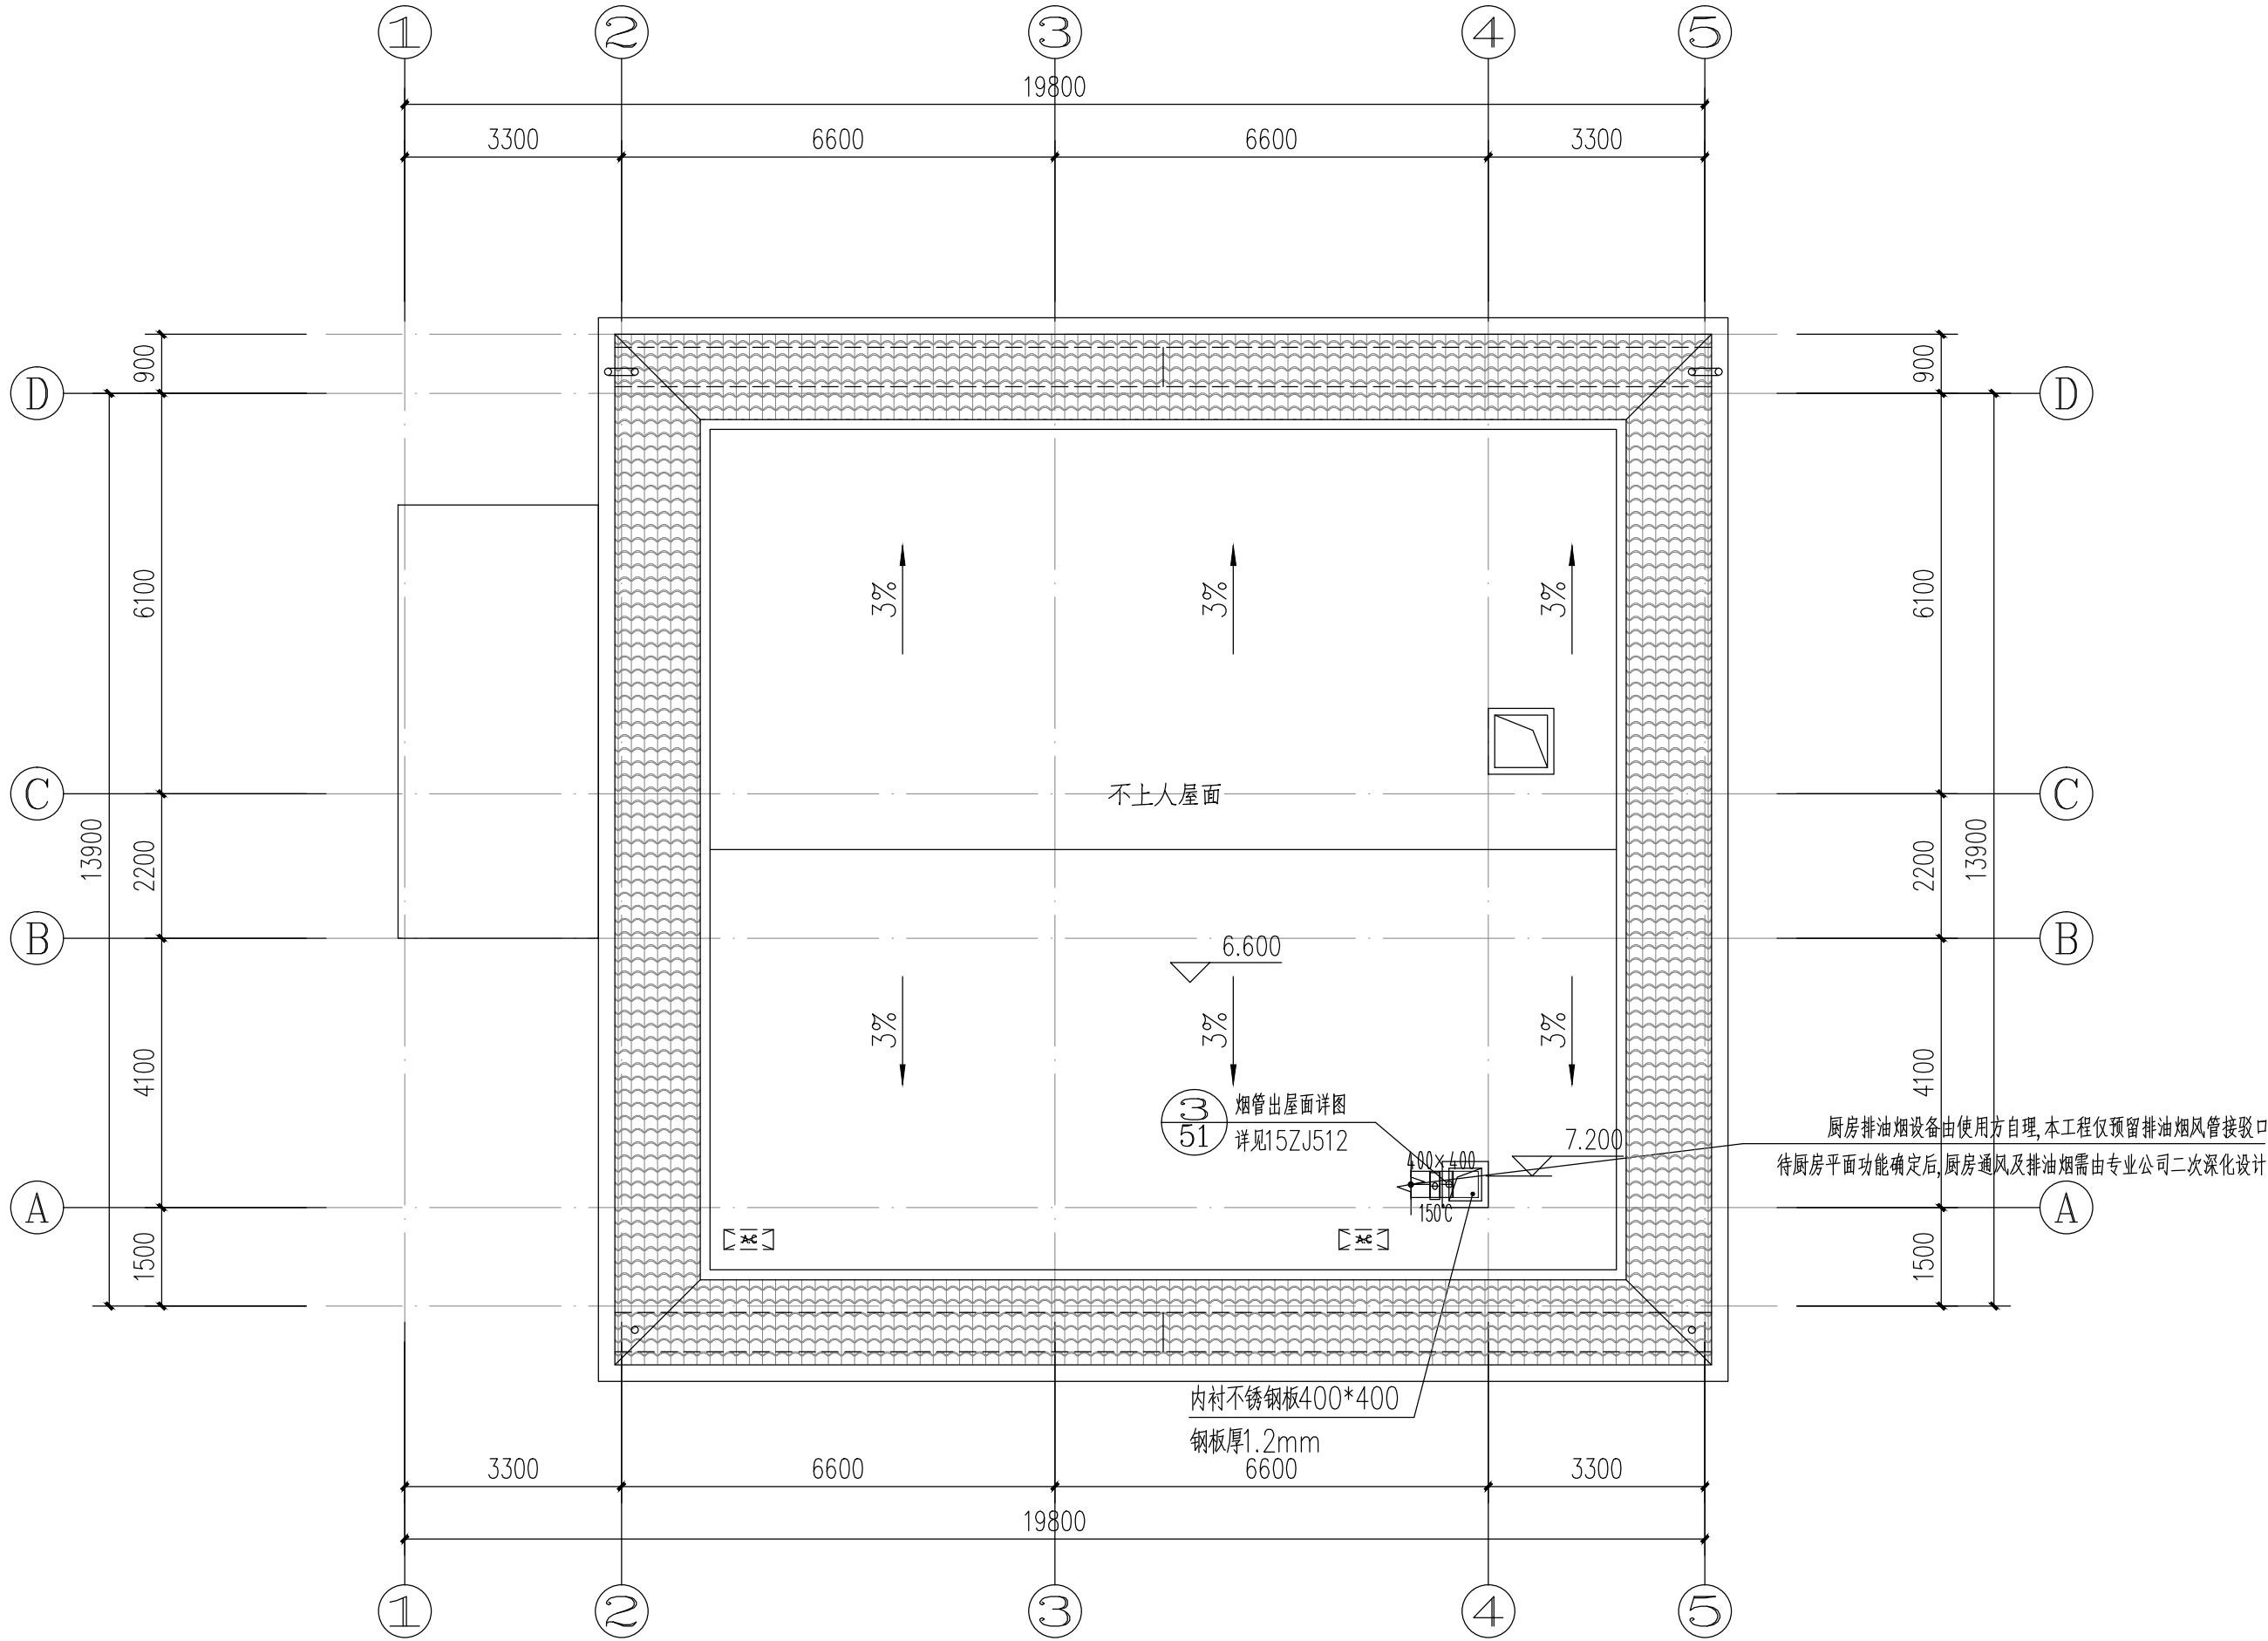 1 2 3 4 5
19800
3300 6600 6600 3300
900 900
D D
6100 6100
3% 3% 3%
C 不上人屋面 C
13900 2200 2200 13900
B B
6.600
3% 3% 3%
4100 4100
3 烟管出屋面详图
51 详见15ZJ512
7.200
厨房排油烟设备由使用方自理,本工程仅预留排油烟风管接驳口
待厨房平面功能确定后,厨房通风及排油烟需由专业公司二次深化设计
400×400
A A
150℃
A.C A.C
1500 1500
内衬不锈钢板400*400
钢板厚1.2mm
3300 6600 6600 3300
19800
1 2 3 4 5